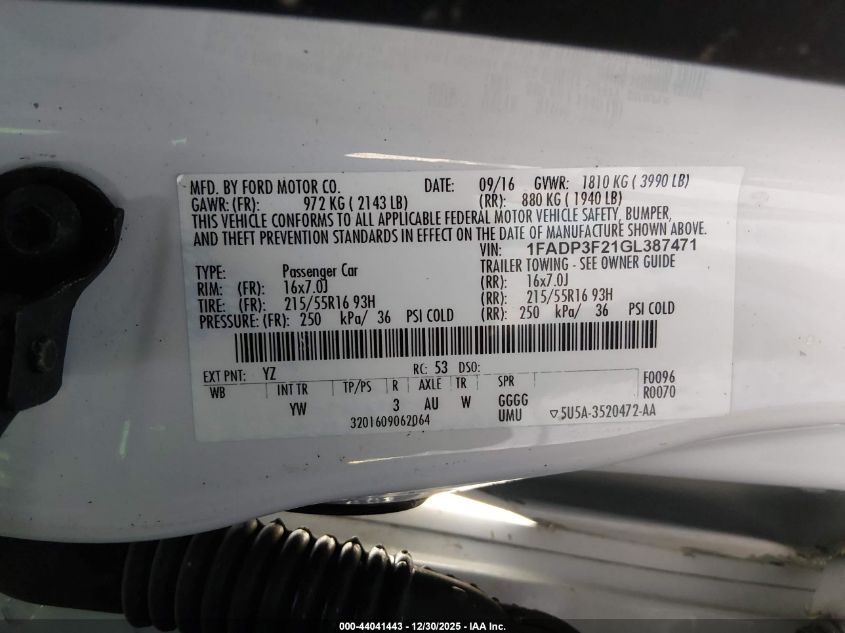 MFD. BY FORD MOTOR CO. DATE: 09/16 GVWR: 1810 KG ( 3990 LB)
GAWR: (FR): 972 KG ( 2143 LB) (RR): 880 KG ( 1940 LB)
THIS VEHICLE CONFORMS TO ALL APPLICABLE FEDERAL MOTOR VEHICLE SAFETY, BUMPER,
AND THEFT PREVENTION STANDARDS IN EFFECT ON THE DATE OF MANUFACTURE SHOWN ABOVE.
VIN: 1FADP3F21GL387471
TYPE: Passenger Car TRAILER TOWING - SEE OWNER GUIDE
RIM: (FR): 16x7.0J (RR): 16x7.0J
TIRE: (FR): 215/55R16 93H (RR): 215/55R16 93H
PRESSURE: (FR): 250 kPa/ 36 PSI COLD (RR): 250 kPa/ 36 PSI COLD
EXT PNT: YZ RC: 53 DSO:
WB INT TR TP/PS R AXLE TR SPR F0096
YW 3 AU W GGGG R0070
3201609062064 UMU ▽5U5A-3520472-AA
000-44041443 - 12/30/2025 - IAA Inc.